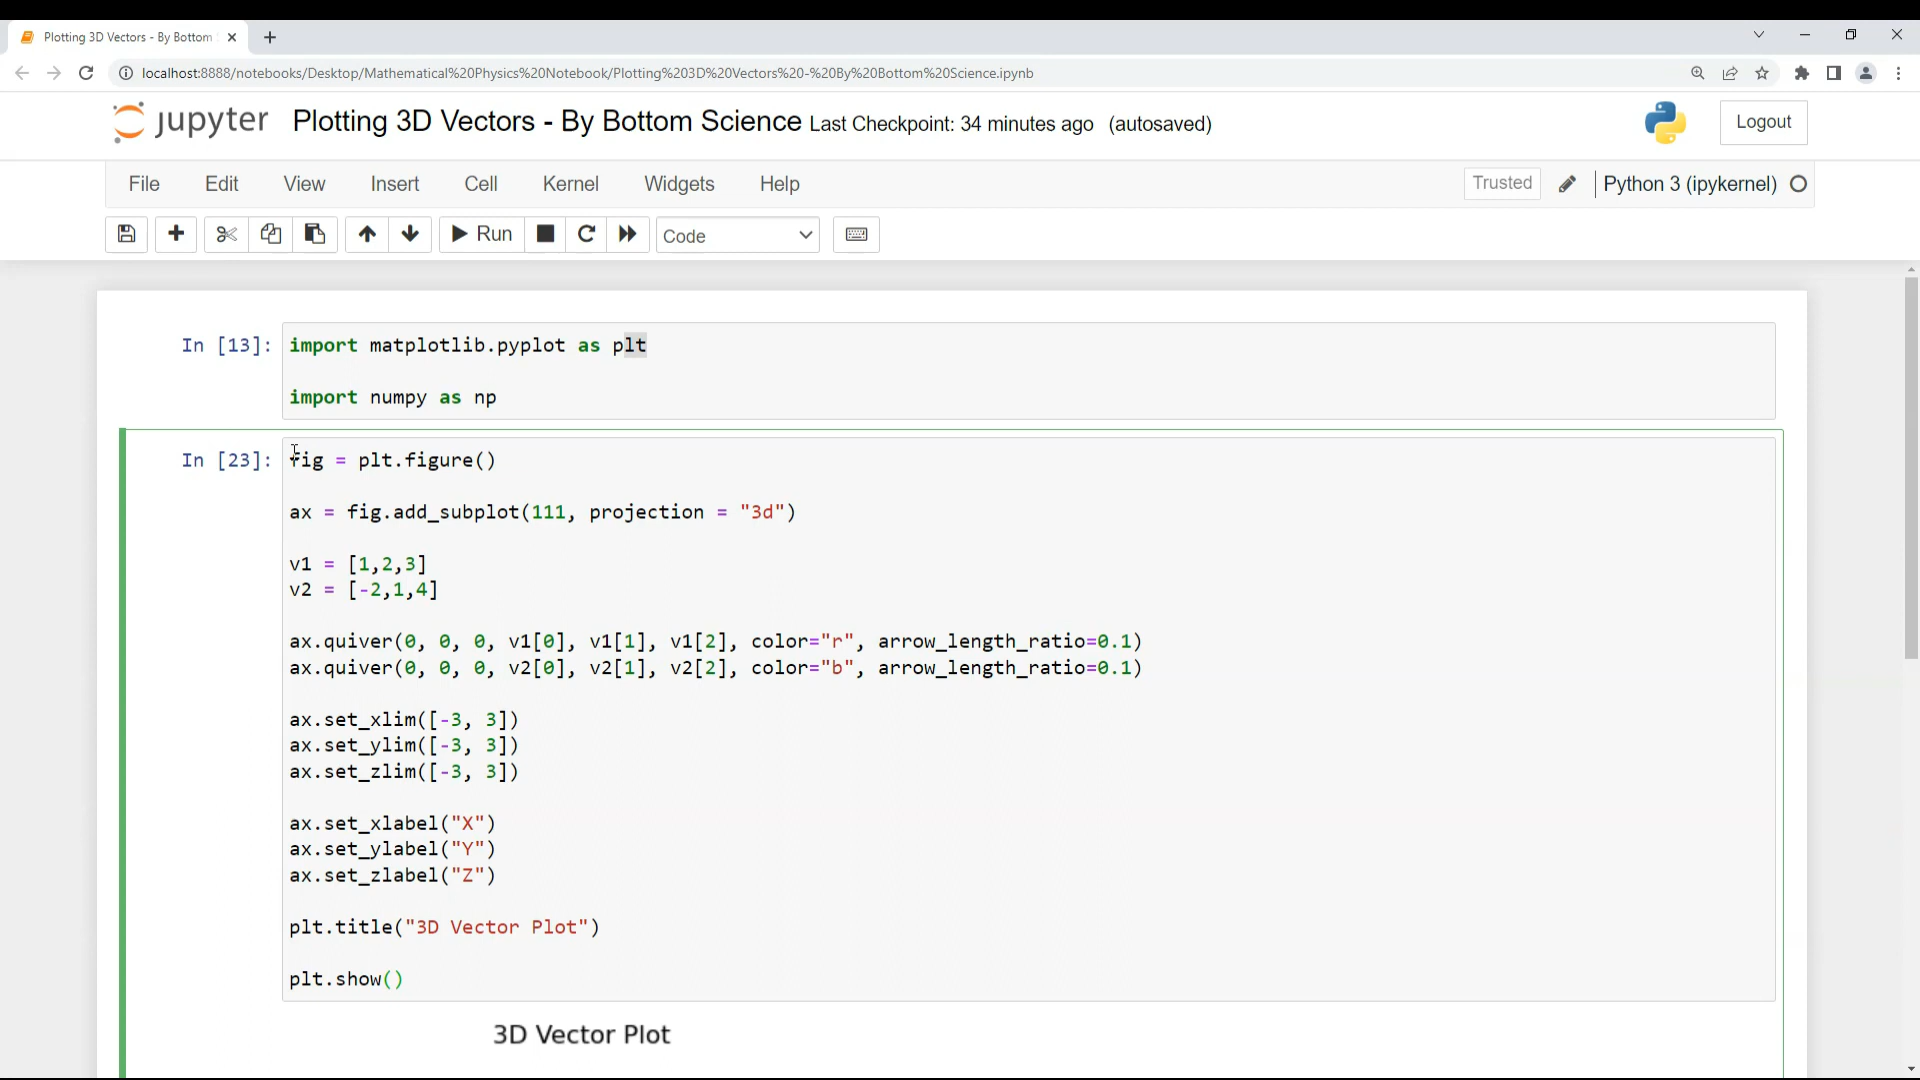 Plotting 3D Vectors - By Bottom
localhost:8888/notebooks/Desktop/Mathematical%20Physics%20Notebook/Plotting%203D%20Vectors%20-%20By%20Bottom%20Science.ipynb
jupyter Plotting 3D Vectors - By Bottom Science Last Checkpoint: 34 minutes ago (autosaved) Logout
File Edit View Insert Cell Kernel Widgets Help Trusted Python 3 (ipykernel)
Run Code
In [13]: import matplotlib.pyplot as plt
import numpy as np
In [23]: fig = plt.figure()
ax = fig.add_subplot(111, projection = "3d")
v1 = [1,2,3]
v2 = [-2,1,4]
ax.quiver(0, 0, 0, v1[0], v1[1], v1[2], color="r", arrow_length_ratio=0.1)
ax.quiver(0, 0, 0, v2[0], v2[1], v2[2], color="b", arrow_length_ratio=0.1)
ax.set_xlim([-3, 3])
ax.set_ylim([-3, 3])
ax.set_zlim([-3, 3])
ax.set_xlabel("X")
ax.set_ylabel("Y")
ax.set_zlabel("Z")
plt.title("3D Vector Plot")
plt.show()
3D Vector Plot